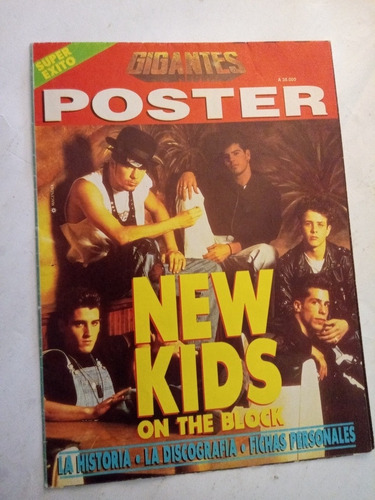 SUPER
EXITO
GIGANTES
POSTER
NEW
KIDS
ON THE BLOCK
LA HISTORIA • LA DISCOGRAFIA • FICHAS PERSONALES